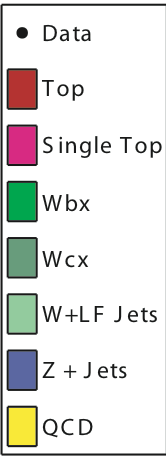 Data
Top
Single Top
Wbx
Wcx
W+LF Jets
Z + Jets
QCD